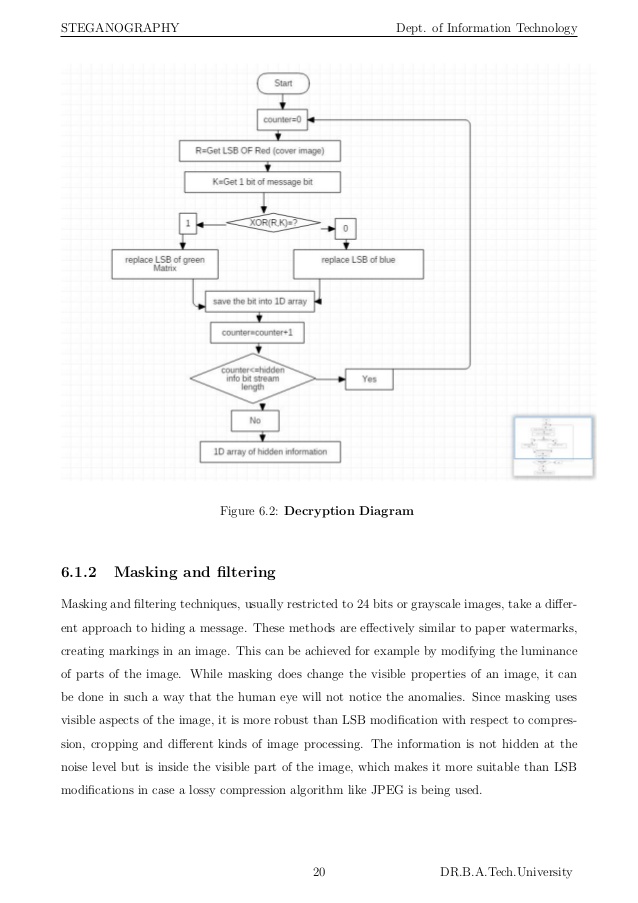 STEGANOGRAPHY Dept. of Information Technology
Start
counter=0
R=Get LSB OF Red (cover image)
K=Get 1 bit of message bit
XOR(R,K)=?
1
0
replace LSB of green
Matrix
replace LSB of blue
save the bit into 1D array
counter=counter+1
counter<=hidden
info bit stream
length
Yes
No
1D array of hidden information
Figure 6.2: Decryption Diagram
6.1.2 Masking and filtering
Masking and filtering techniques, usually restricted to 24 bits or grayscale images, take a differ-
ent approach to hiding a message. These methods are effectively similar to paper watermarks,
creating markings in an image. This can be achieved for example by modifying the luminance
of parts of the image. While masking does change the visible properties of an image, it can
be done in such a way that the human eye will not notice the anomalies. Since masking uses
visible aspects of the image, it is more robust than LSB modification with respect to compres-
sion, cropping and different kinds of image processing. The information is not hidden at the
noise level but is inside the visible part of the image, which makes it more suitable than LSB
modifications in case a lossy compression algorithm like JPEG is being used.
20 DR.B.A.Tech.University